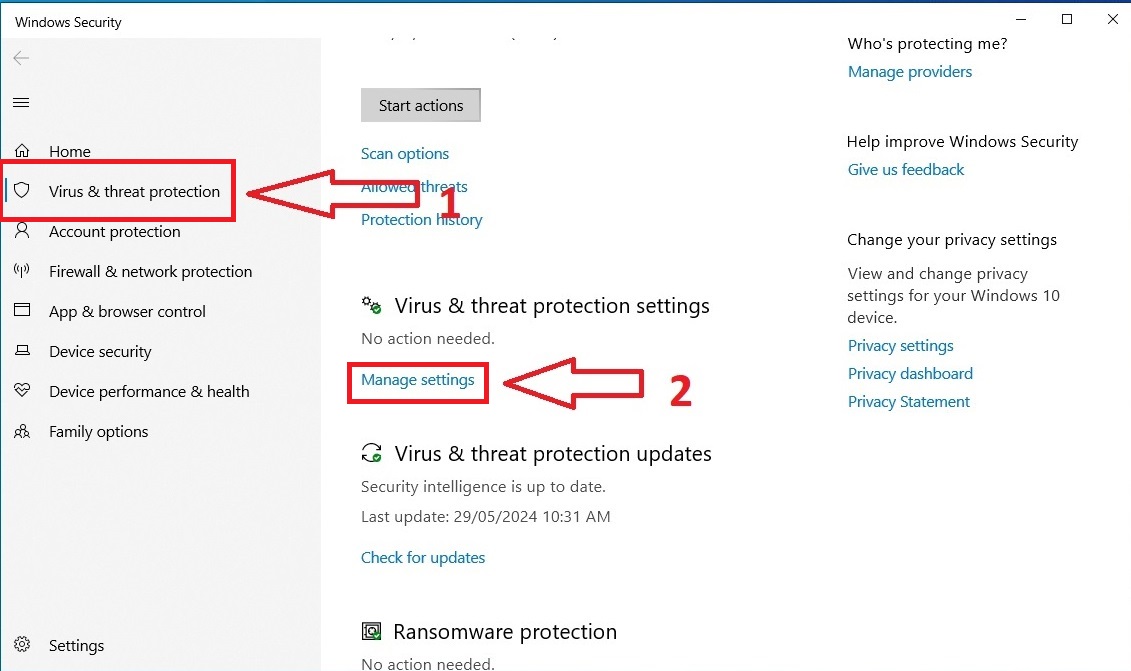 Windows Security
Home
Virus & threat protection
Account protection
Firewall & network protection
App & browser control
Device security
Device performance & health
Family options
Settings
Start actions
Scan options
Allowed threats
Protection history
1
Virus & threat protection settings
No action needed.
Manage settings
2
Virus & threat protection updates
Security intelligence is up to date.
Last update: 29/05/2024 10:31 AM
Check for updates
Ransomware protection
No action needed.
Who's protecting me?
Manage providers
Help improve Windows Security
Give us feedback
Change your privacy settings
View and change privacy
settings for your Windows 10
device.
Privacy settings
Privacy dashboard
Privacy Statement